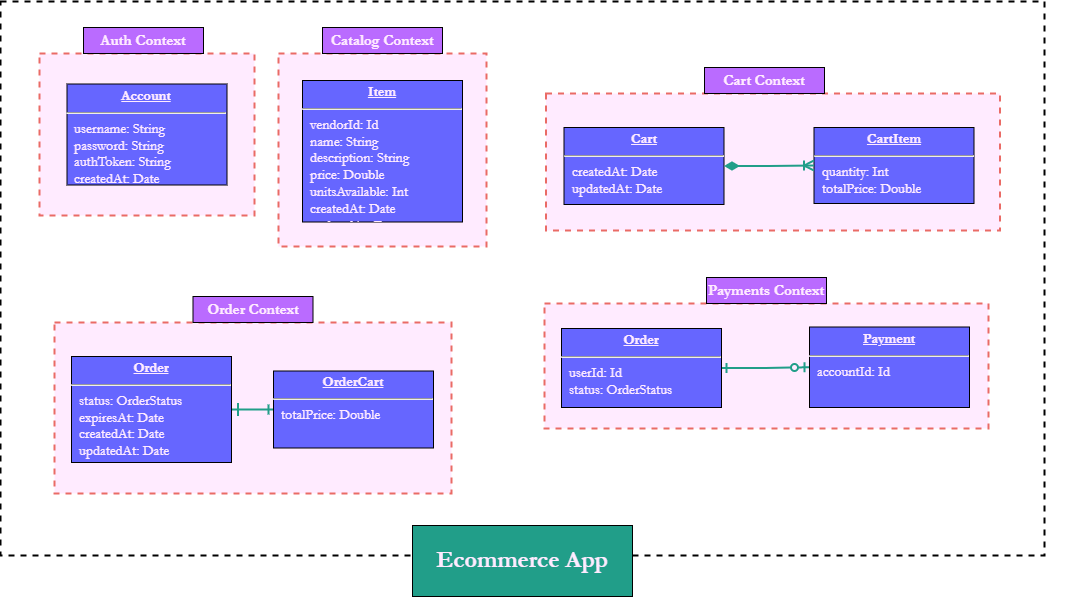 Auth Context
Account
username: String
password: String
authToken: String
createdAt: Date
Catalog Context
Item
vendorId: Id
name: String
description: String
price: Double
unitsAvailable: Int
createdAt: Date
Cart Context
Cart
createdAt: Date
updatedAt: Date
CartItem
quantity: Int
totalPrice: Double
Order Context
Order
status: OrderStatus
expiresAt: Date
createdAt: Date
updatedAt: Date
OrderCart
totalPrice: Double
Payments Context
Order
userId: Id
status: OrderStatus
Payment
accountId: Id
Ecommerce App